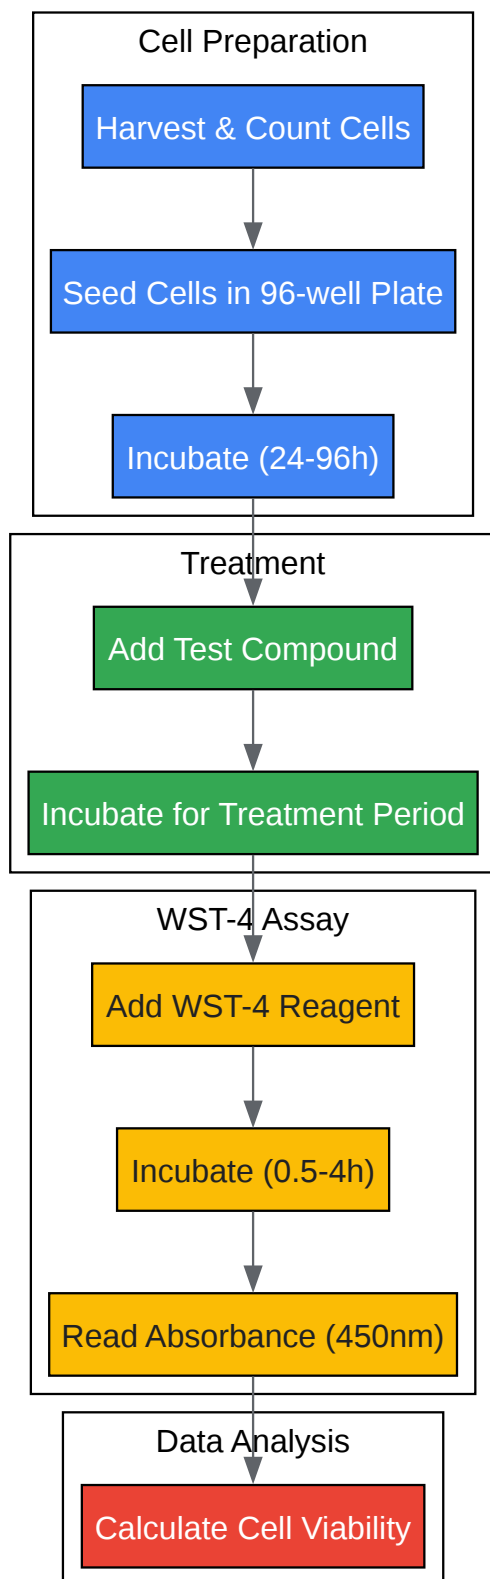 Cell Preparation
Harvest & Count Cells
Seed Cells in 96-well Plate
Incubate (24-96h)
Treatment
Add Test Compound
Incubate for Treatment Period
WST-4 Assay
Add WST-4 Reagent
Incubate (0.5-4h)
Read Absorbance (450nm)
Data Analysis
Calculate Cell Viability